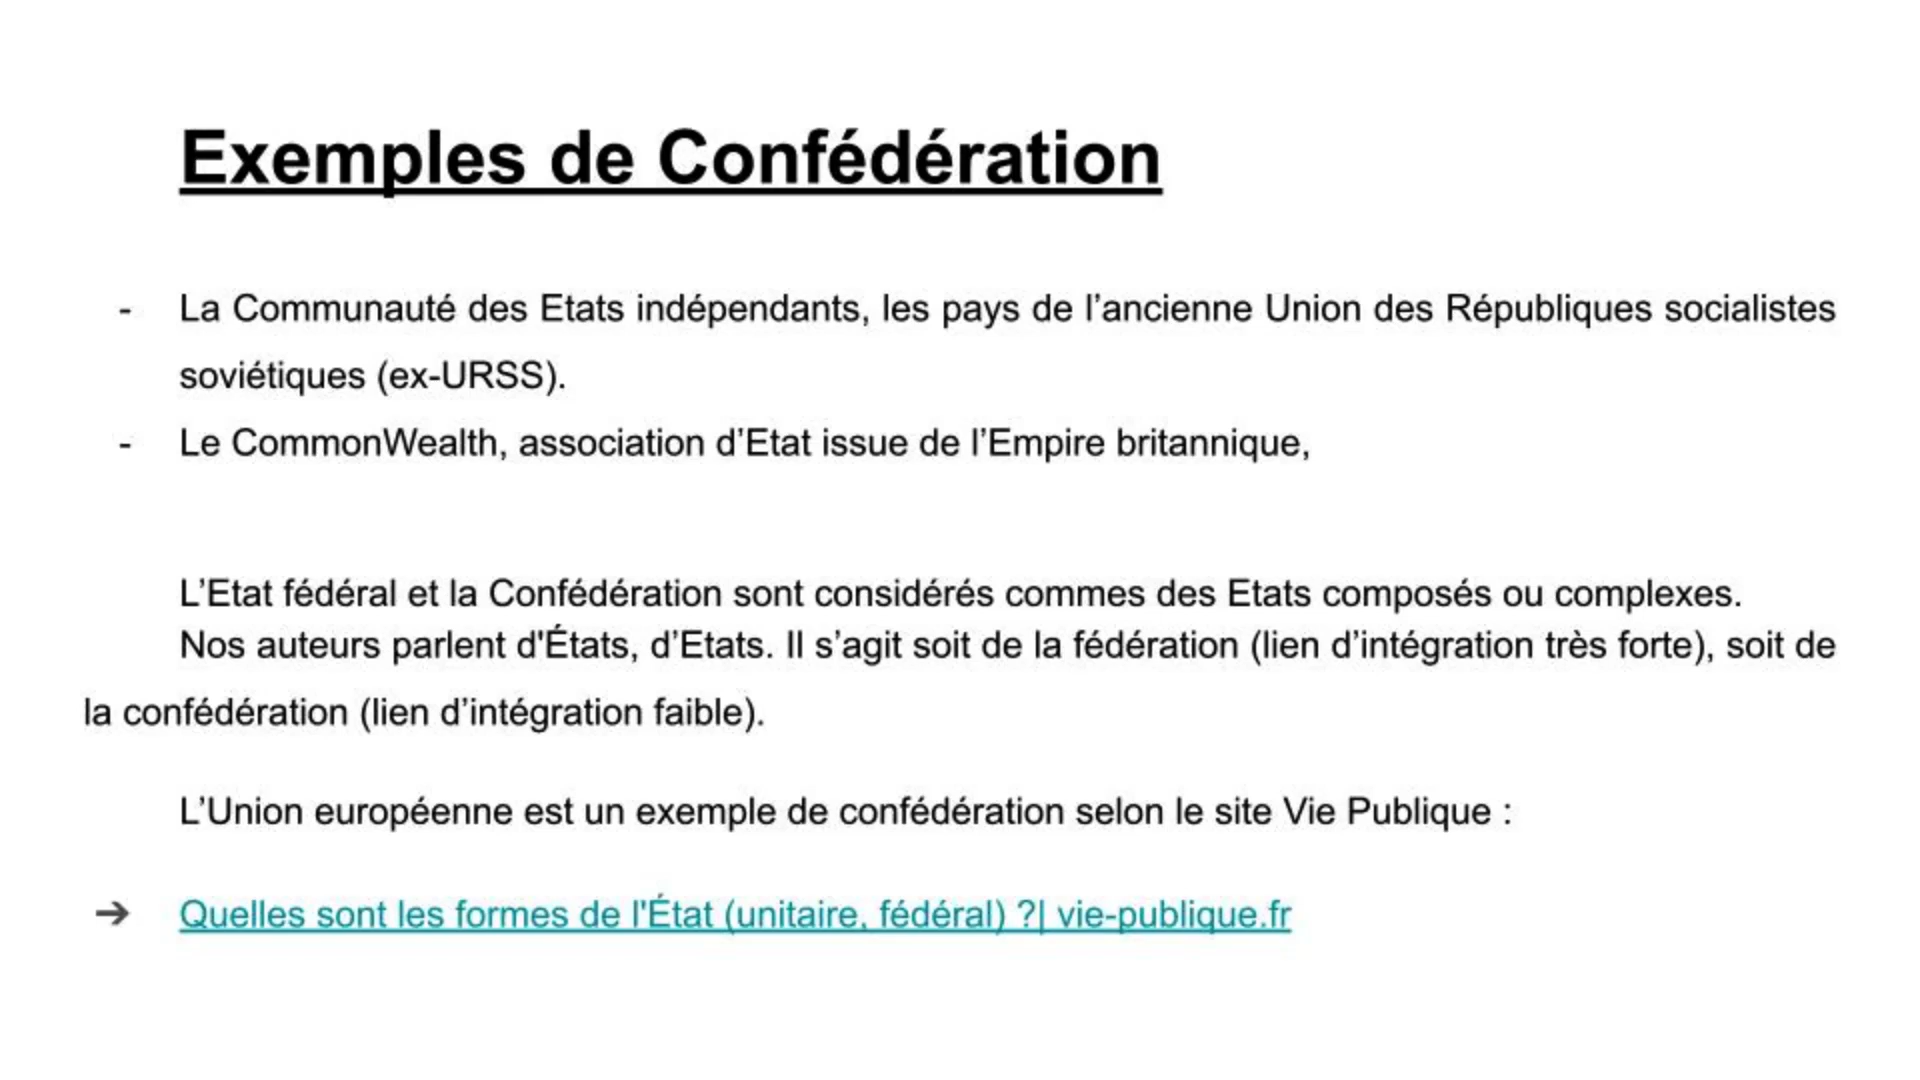 Exemples de Confédération
- La Communauté des Etats indépendants, les pays de l’ancienne Union des Républiques socialistes
soviétiques (ex-URSS).
- Le CommonWealth, association d’Etat issue de l’Empire britannique,
L’Etat fédéral et la Confédération sont considérés commes des Etats composés ou complexes.
Nos auteurs parlent d'États, d’Etats. Il s’agit soit de la fédération (lien d’intégration très forte), soit de
la confédération (lien d’intégration faible).
L’Union européenne est un exemple de confédération selon le site Vie Publique :
➔ Quelles sont les formes de l'État (unitaire, fédéral) ?| vie-publique.fr